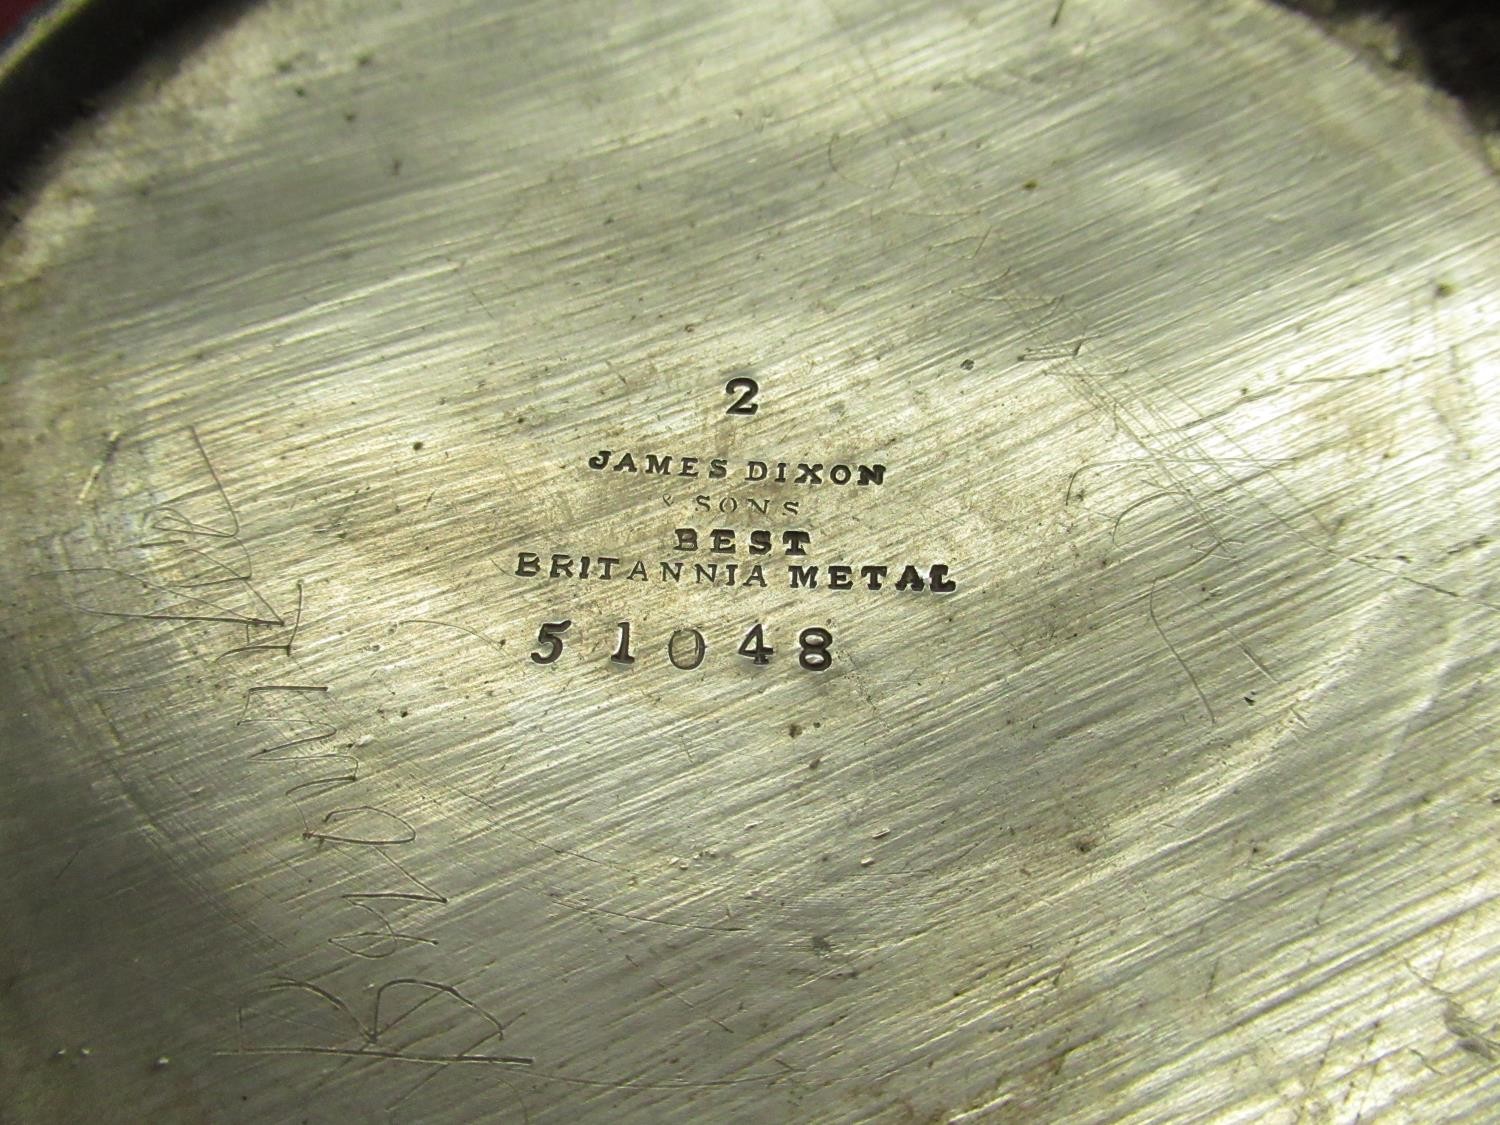 2
JAMES DIXON
& SONS
BEST
BRITANNIA METAL
51048